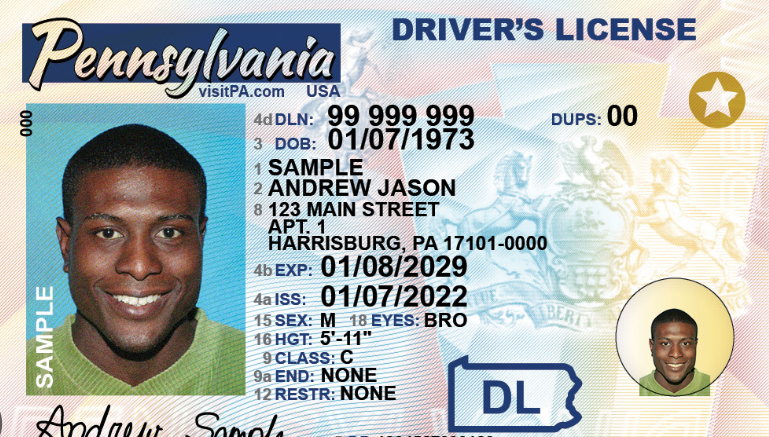 DRIVER'S LICENSE
Pennsylvania
visitPA.com USA
000
4d DLN: 99 999 999 DUPS: 00
3 DOB: 01/07/1973
1 SAMPLE
2 ANDREW JASON
8 123 MAIN STREET
APT. 1
HARRISBURG, PA 17101-0000
4b EXP: 01/08/2029
4a ISS: 01/07/2022
15 SEX: M 18 EYES: BRO
16 HGT: 5'-11"
9 CLASS: C
9a END: NONE
12 RESTR: NONE
SAMPLE
DL
Andrew Sample